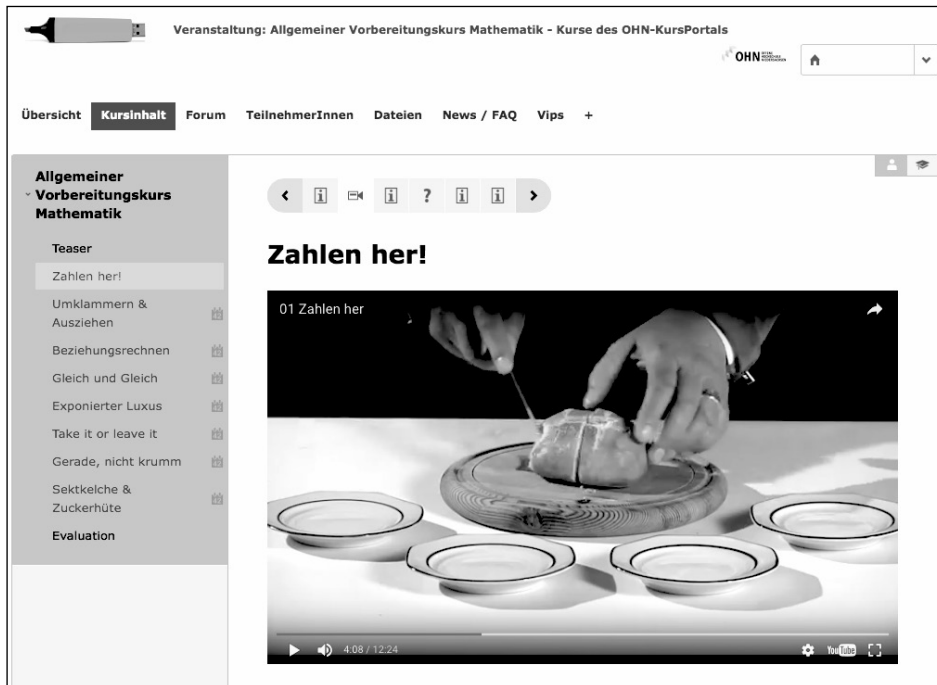 Veranstaltung: Allgemeiner Vorbereitungskurs Mathematik - Kurse des OHN-KursPortals
OHN
Übersicht Kursinhalt Forum TeilnehmerInnen Dateien News / FAQ Vips +
Allgemeiner
Vorbereitungskurs
Mathematik
Teaser
Zahlen her!
Umklammern &
Ausziehen
Beziehungsrechnen
Gleich und Gleich
Exponierter Luxus
Take it or leave it
Gerade, nicht krumm
Sektkelche &
Zuckerhüte
Evaluation
Zahlen her!
01 Zahlen her
4:08 / 12:24
YouTube